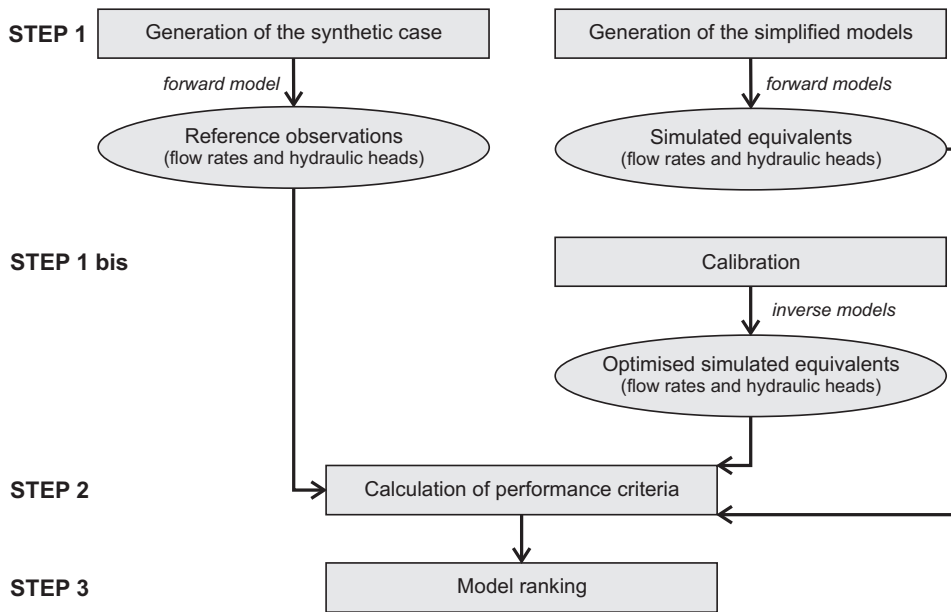 STEP 1
Generation of the synthetic case
Generation of the simplified models
forward model
forward models
Reference observations
(flow rates and hydraulic heads)
Simulated equivalents
(flow rates and hydraulic heads)
STEP 1 bis
Calibration
inverse models
Optimised simulated equivalents
(flow rates and hydraulic heads)
STEP 2
Calculation of performance criteria
STEP 3
Model ranking